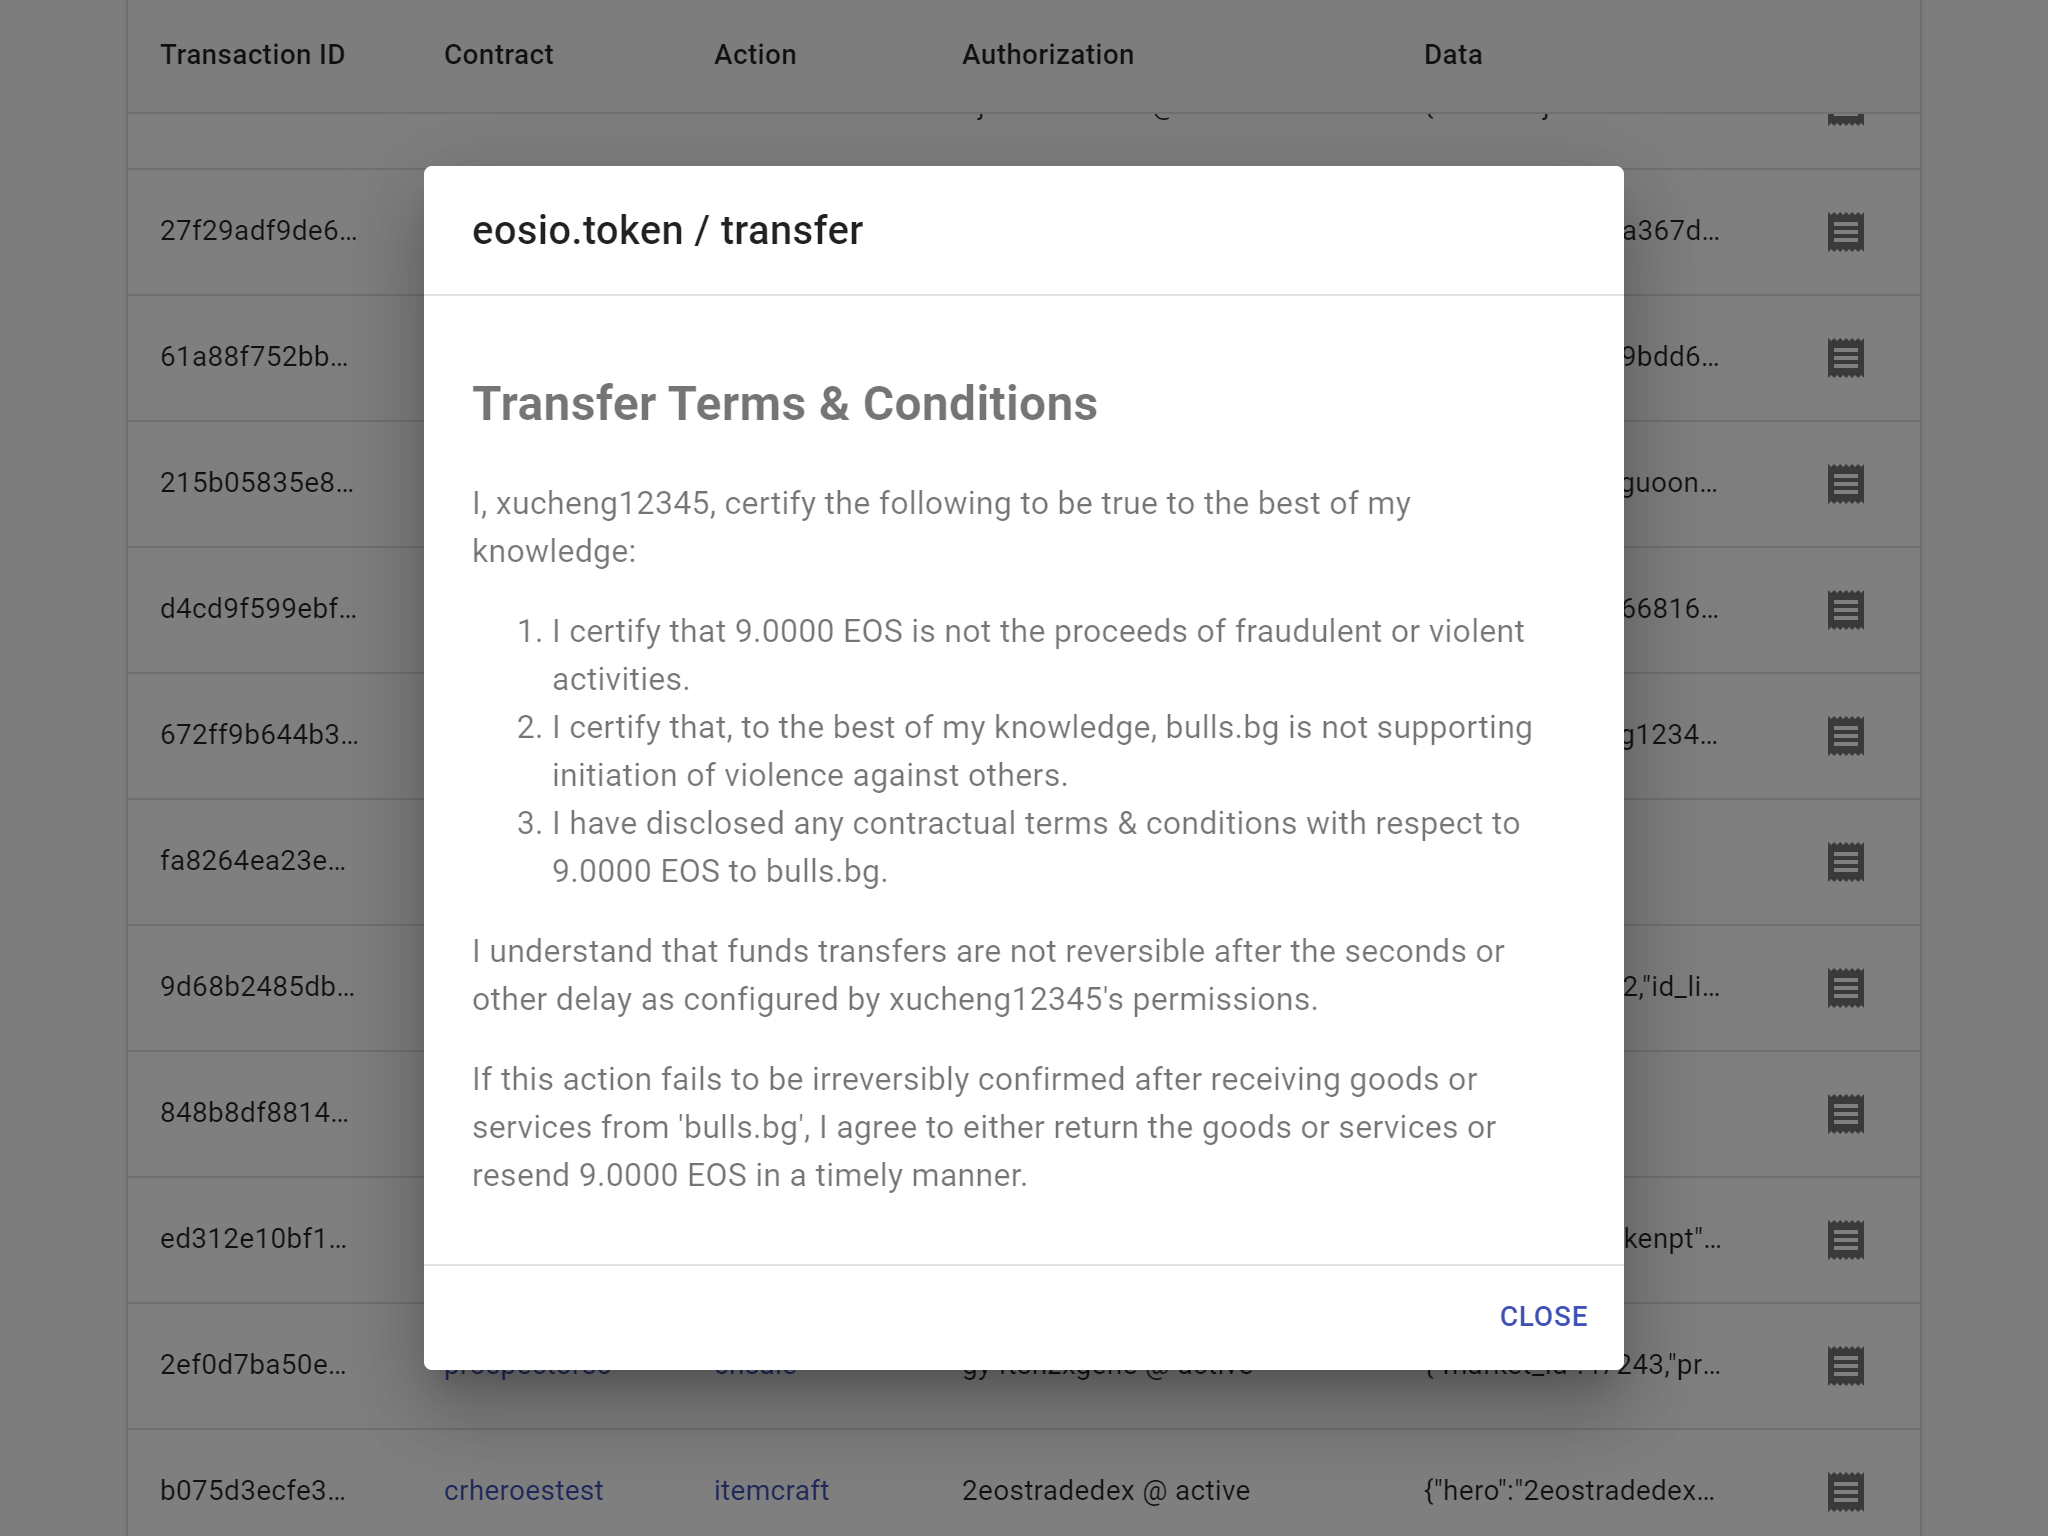 Transaction ID Contract Action Authorization Data
27f29adf9de6... a367d...
61a88f752bb... 9bdd6...
215b05835e8... guoon...
d4cd9f599ebf... 66816...
672ff9b644b3... g1234...
fa8264ea23e...
9d68b2485db... 2,"id_li...
848b8df8814...
ed312e10bf1... kenpt"...
eosio.token / transfer
Transfer Terms & Conditions
I, xucheng12345, certify the following to be true to the best of my
knowledge:
1. I certify that 9.0000 EOS is not the proceeds of fraudulent or violent
activities.
2. I certify that, to the best of my knowledge, bulls.bg is not supporting
initiation of violence against others.
3. I have disclosed any contractual terms & conditions with respect to
9.0000 EOS to bulls.bg.
I understand that funds transfers are not reversible after the seconds or
other delay as configured by xucheng12345's permissions.
If this action fails to be irreversibly confirmed after receiving goods or
services from 'bulls.bg', I agree to either return the goods or services or
resend 9.0000 EOS in a timely manner.
CLOSE
2ef0d7ba50e... @ active 243,"pr...
b075d3ecfe3... crheroestest itemcraft 2eostradedex @ active {"hero":"2eostradedex...